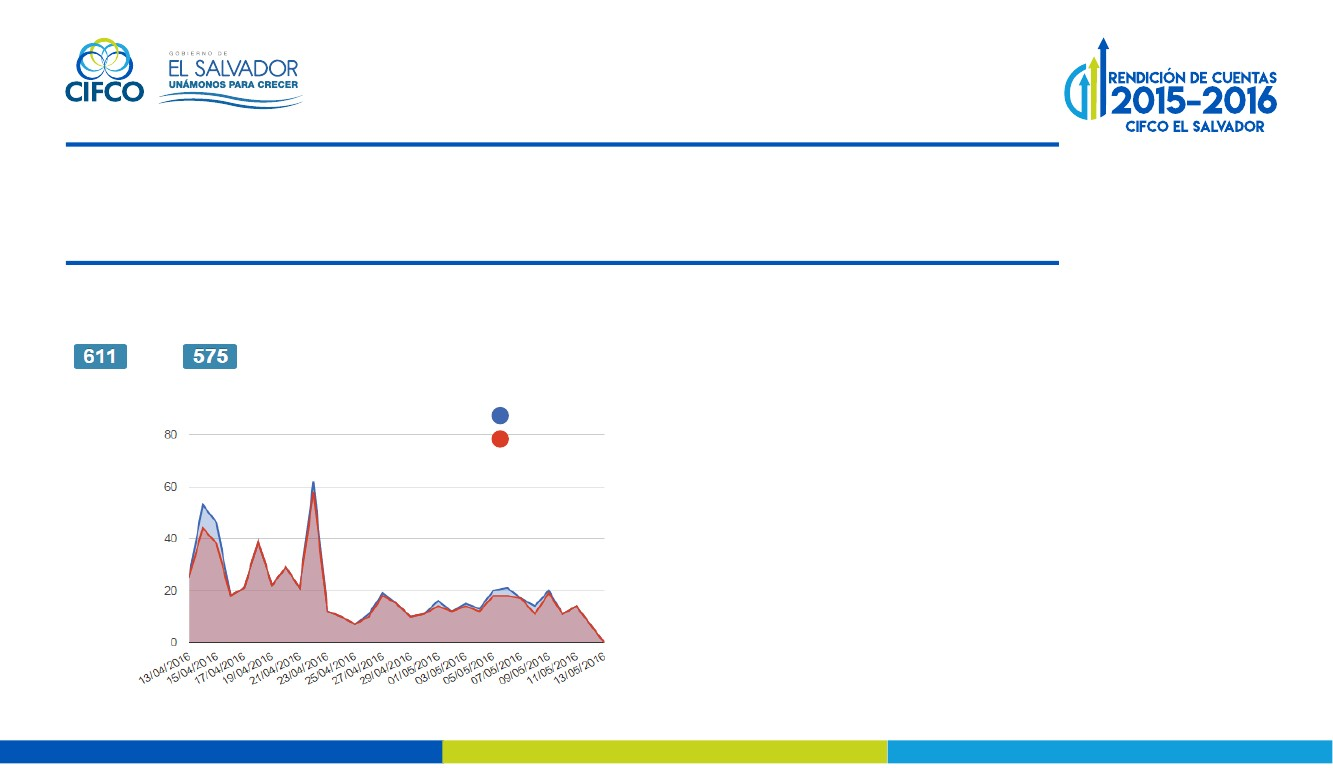 GOBIERNO DE
EL SALVADOR
UNÁMONOS PARA CRECER
CIFCO
RENDICIÓN DE CUENTAS
2015-2016
CIFCO EL SALVADOR
611 575
80
60
40
20
0
13/04/2016 15/04/2016 17/04/2016 19/04/2016 21/04/2016 23/04/2016 25/04/2016 27/04/2016 29/04/2016 01/05/2016 03/05/2016 05/05/2016 07/05/2016 09/05/2016 11/05/2016 13/05/2016